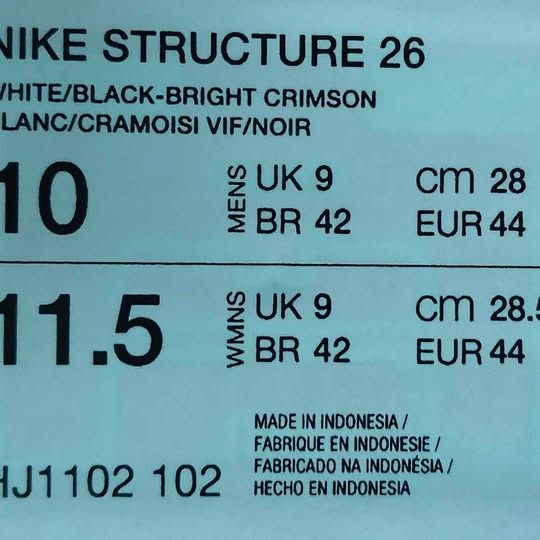 NIKE STRUCTURE 26
WHITE/BLACK-BRIGHT CRIMSON
BLANC/CRAMOISI VIF/NOIR
10 MENS UK 9 CM 28
BR 42 EUR 44
11.5 WMNS UK 9 CM 28.5
BR 42 EUR 44
MADE IN INDONESIA /
FABRIQUE EN INDONESIE /
FABRICADO NA INDONÉSIA /
HJ1102 102 HECHO EN INDONESIA